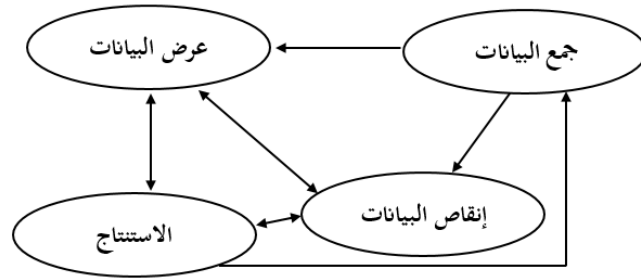 جمع البيانات
عرض البيانات
إنقاص البيانات
الاستنتاج